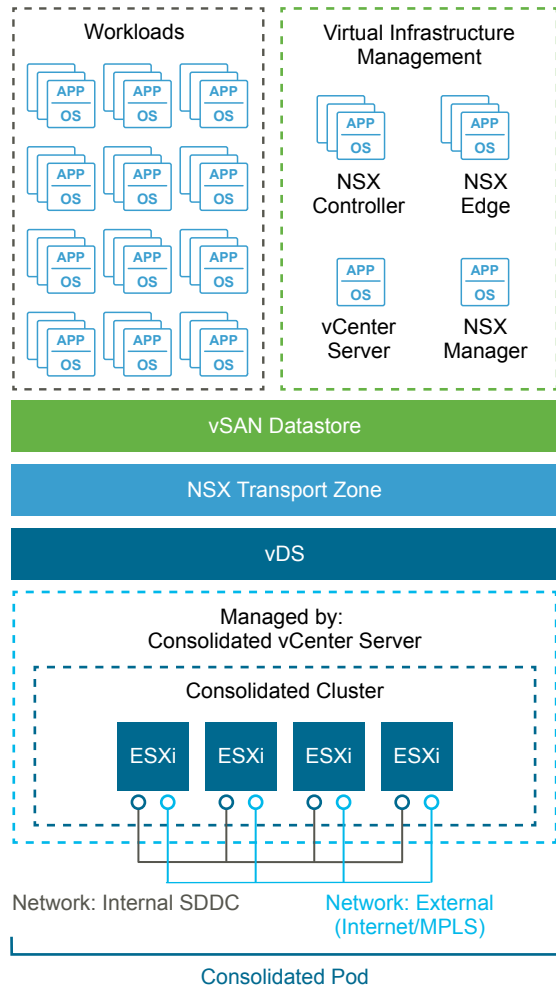 Workloads
APP APP APP
OS OS OS
APP APP APP
OS OS OS
APP APP APP
OS OS OS
APP APP APP
OS OS OS
Virtual Infrastructure
Management
APP APP
OS OS
NSX
Controller
NSX
Edge
APP APP
OS OS
vCenter
Server
NSX
Manager
vSAN Datastore
NSX Transport Zone
vDS
Managed by:
Consolidated vCenter Server
Consolidated Cluster
ESXi ESXi ESXi ESXi
Network: Internal SDDC
Network: External
(Internet/MPLS)
Consolidated Pod